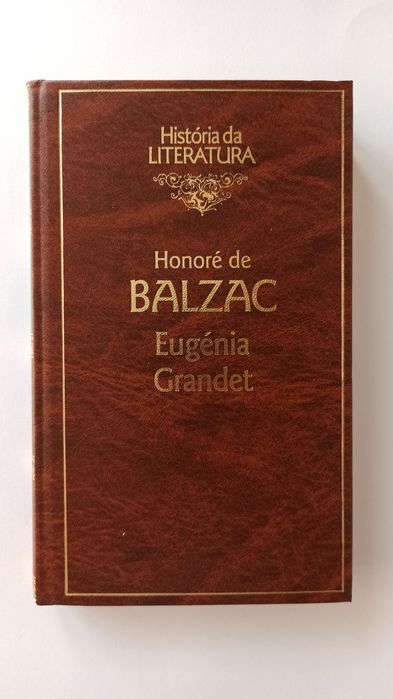 História da
LITERATURA
Honoré de
BALZAC
Eugénia
Grandet